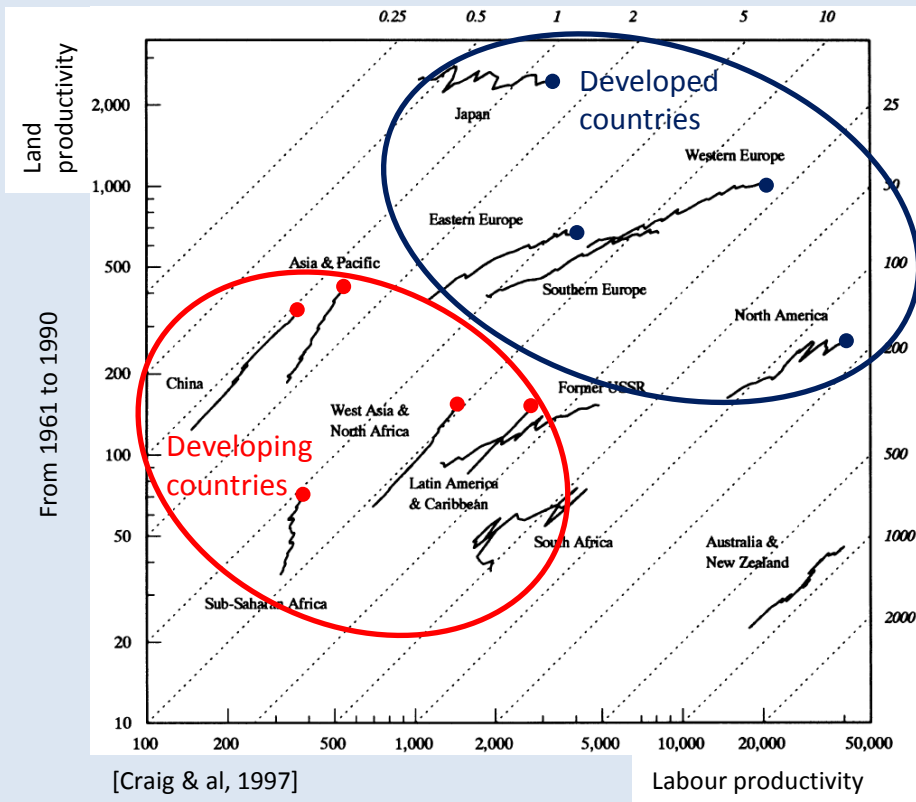 0.25 0.5 1 2 5 10
Land
productivity
2,000
1,000
500
200
100
50
20
10
From 1961 to 1990
Developed
countries
Japan
Western Europe
Eastern Europe
Southern Europe
North America
Asia & Pacific
China
West Asia &
North Africa
Former USSR
Developing
countries
Latin America
& Caribbean
South Africa
Sub-Saharan Africa
Australia &
New Zealand
25
50
100
200
500
1000
2000
100 200 500 1,000 2,000 5,000 10,000 20,000 50,000
[Craig & al, 1997]
Labour productivity